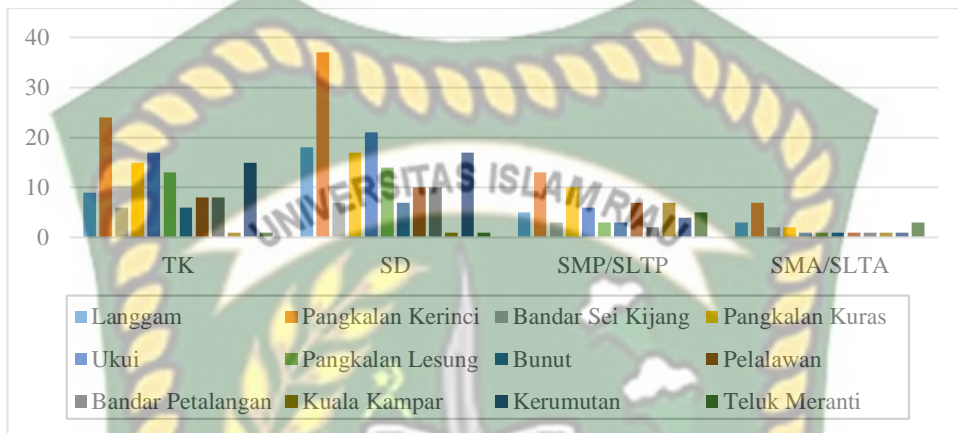 40
30
20
10
0
UNIVERSITAS ISLAM RIAU
TK SD SMP/SLTP SMA/SLTA
Langgam Pangkalan Kerinci Bandar Sei Kijang Pangkalan Kuras
Ukui Pangkalan Lesung Bunut Pelalawan
Bandar Petalangan Kuala Kampar Kerumutan Teluk Meranti